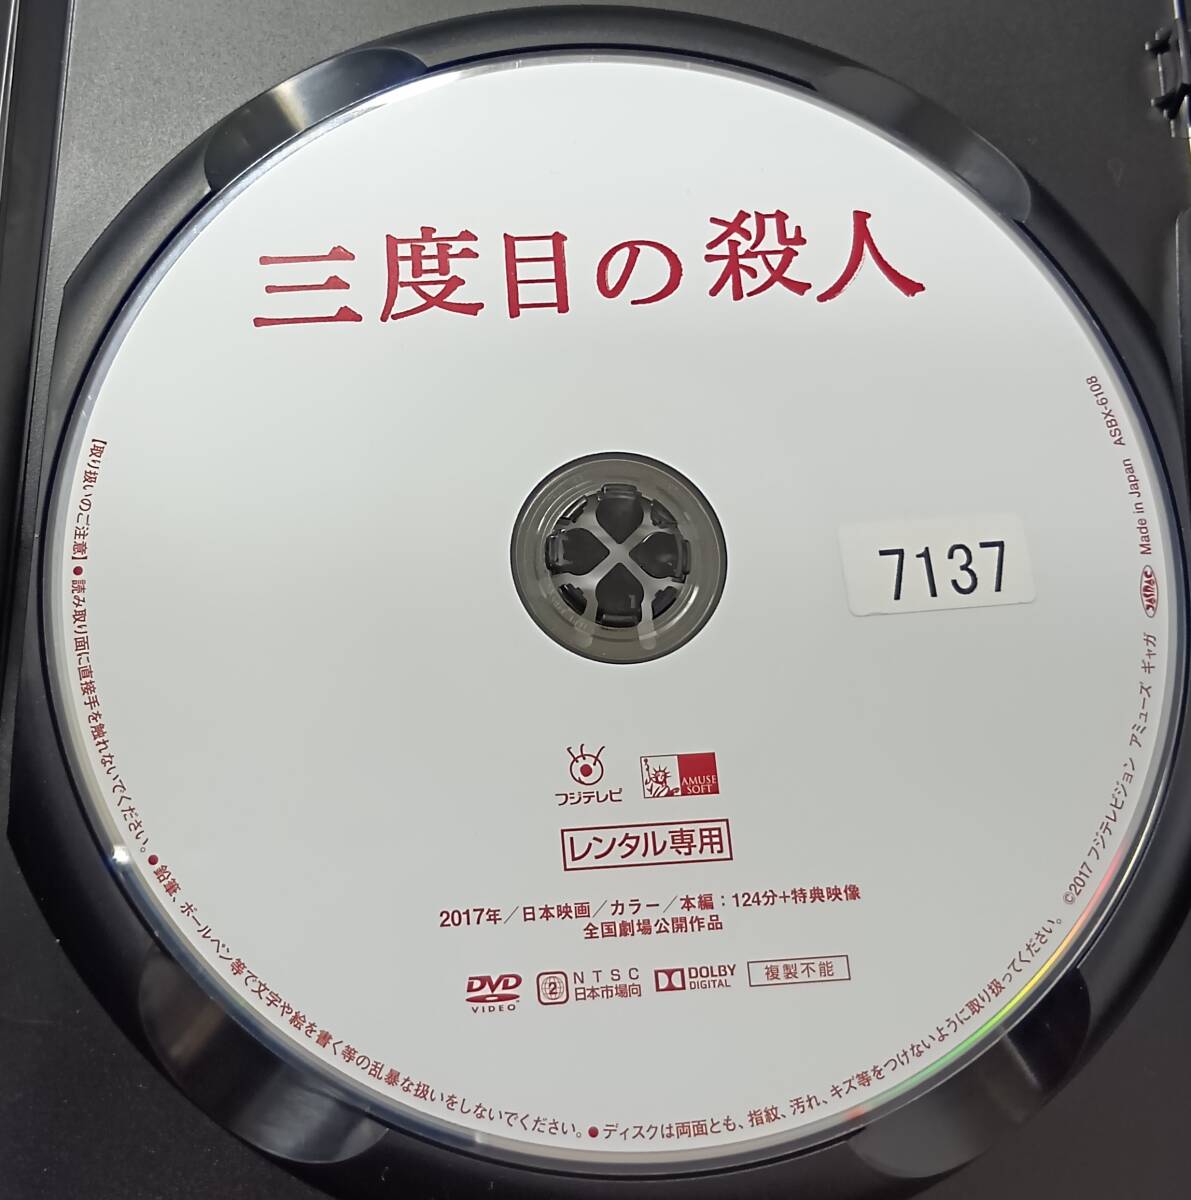 三度目の殺人
7137
フジテレビ
AMUSE
SOFT
レンタル専用
2017年/日本映画/カラー/本編:124分+特典映像
全国劇場公開作品
DVD
VIDEO
2
NTSC
日本市場向
DOLBY
DIGITAL
複製不能
【取り扱いのご注意】●読み取り面に直接手を触れないでください。●鉛筆、ボールペン等で文字や絵を書く等の乱暴な扱いをしないでください。●ディスクは両面とも、指紋、汚れ、キズ等をつけないように取り扱ってください。
©2017 フジテレビジョン アミューズ ギャガ JASRAC Made in Japan ASBX-6108